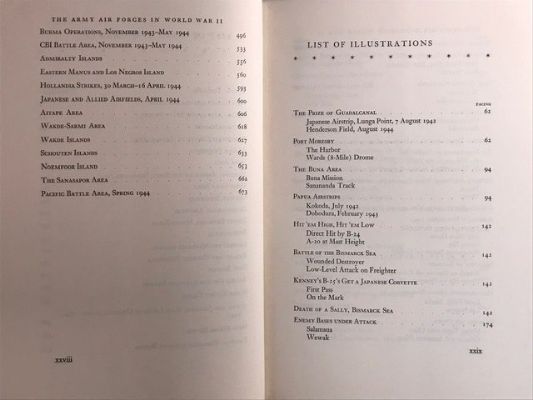 THE ARMY AIR FORCES IN WORLD WAR II
BURMA OPERATIONS, NOVEMBER 1943–MAY 1944 496
CBI BATTLE AREA, NOVEMBER 1943–MAY 1944 533
ADMIRALTY ISLANDS 556
EASTERN MANUS AND LOS NEGROS ISLAND 560
HOLLANDIA STRIKES, 30 MARCH–16 APRIL 1944 593
JAPANESE AND ALLIED AIRFIELDS, APRIL 1944 600
AITAPE AREA 606
WAKDE-SARMI AREA 618
WAKDE ISLANDS 627
SCHOUTEN ISLANDS
NOEMFOOR ISLAND
THE SANSAPOR AREA 662
PACIFIC BATTLE AREA, SPRING 1944 673
xxviii
LIST OF ILLUSTRATIONS
* * * * * * * * * * *
FACING
THE PRIZE OF GUADALCANAL 62
Japanese Airstrip, Lunga Point, 7 August 1942
Henderson Field, August 1944
PORT MORESBY 62
The Harbor
Wards (8-Mile) Drome
THE BUNA AREA 94
Buna Mission
Sanananda Track
PAPUA AIRSTRIPS 94
Kokoda, July 1942
Dobodura, February 1943
HIT 'EM HIGH, HIT 'EM LOW 142
Direct Hit by B-24
A-20 at Mast Height
BATTLE OF THE BISMARCK SEA 142
Wounded Destroyer
Low-Level Attack on Freighter
KENNEY'S B-25'S GET A JAPANESE CORVETTE 142
First Pass
On the Mark
DEATH OF A SALLY, BISMARCK SEA 142
ENEMY BASES UNDER ATTACK 174
Salamaua
Wewak
xxix